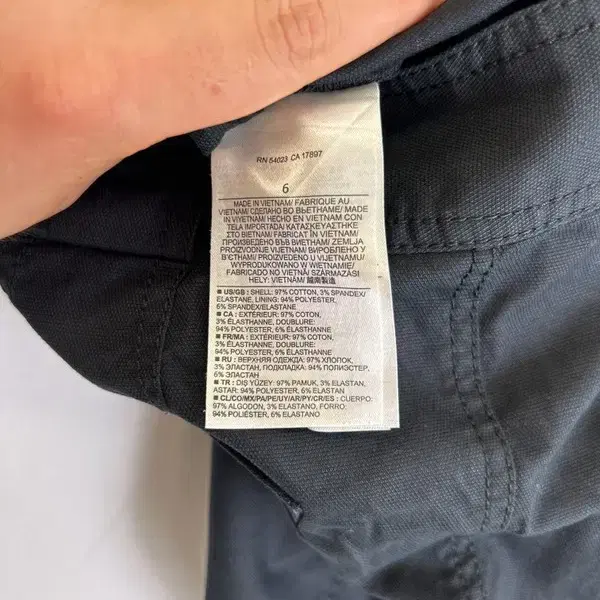 RN 54023 CA 17897
6
MADE IN VIETNAM/ FABRIQUE AU
VIETNAM/ СДЕЛАНО ВО ВЬЕТНАМЕ/ MADE
IN VIYETNAM/ HECHO EN VIETNAM CON
TELA IMPORTADA/ ΚΑΤΑΣΚΕΥΑΣΤΗΚΕ
ΣΤΟ ΒΙΕΤΝΑΜ/ FABRICAT ÎN VIETNAM/
ПРОИЗВЕДЕНО ВЪВ ВИЕТНАМ/ ZEMLJA
PROIZVODNJE VIJETNAM/ ВИРОБЛЕНО У
В'ЄТНАМІ/ PROIZVEDENO U VIJETNAMU/
WYPRODUKOWANO W WIETNAMIE/
FABRICADO NO VIETNÃ/ SZÁRMAZÁSI
HELY: VIETNÁM/ 越南製造
■ US/GB : SHELL: 97% COTTON, 3% SPANDEX/
ELASTANE, LINING: 94% POLYESTER,
6% SPANDEX/ELASTANE
■ CA : EXTÉRIEUR: 97% COTON,
3% ÉLASTHANNE, DOUBLURE:
94% POLYESTER, 6% ÉLASTHANNE
■ FR/MA : EXTÉRIEUR: 97% COTON,
3% ÉLASTHANNE, DOUBLURE:
94% POLYESTER, 6% ÉLASTHANNE
■ RU : ВЕРХНЯЯ ОДЕЖДА: 97% ХЛОПОК,
3% ЭЛАСТАН, ПОДКЛАДКА: 94% ПОЛИЭСТЕР,
6% ЭЛАСТАН
■ TR : DIŞ YÜZEY: 97% PAMUK, 3% ELASTAN,
ASTAR: 94% POLYESTER, 6% ELASTAN
■ CL/CO/MX/PA/PE/UY/AR/PY/CR/ES : CUERPO:
97% ALGODON, 3% ELASTANO, FORRO:
94% POLIÉSTER, 6% ELASTANO